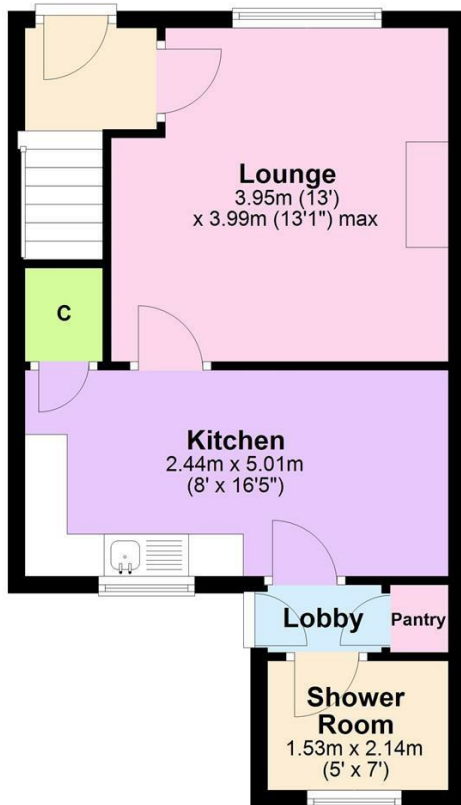 Lounge
3.95m (13')
x 3.99m (13'1") max
C
Kitchen
2.44m x 5.01m
(8' x 16'5")
Lobby
Pantry
Shower
Room
1.53m x 2.14m
(5' x 7')